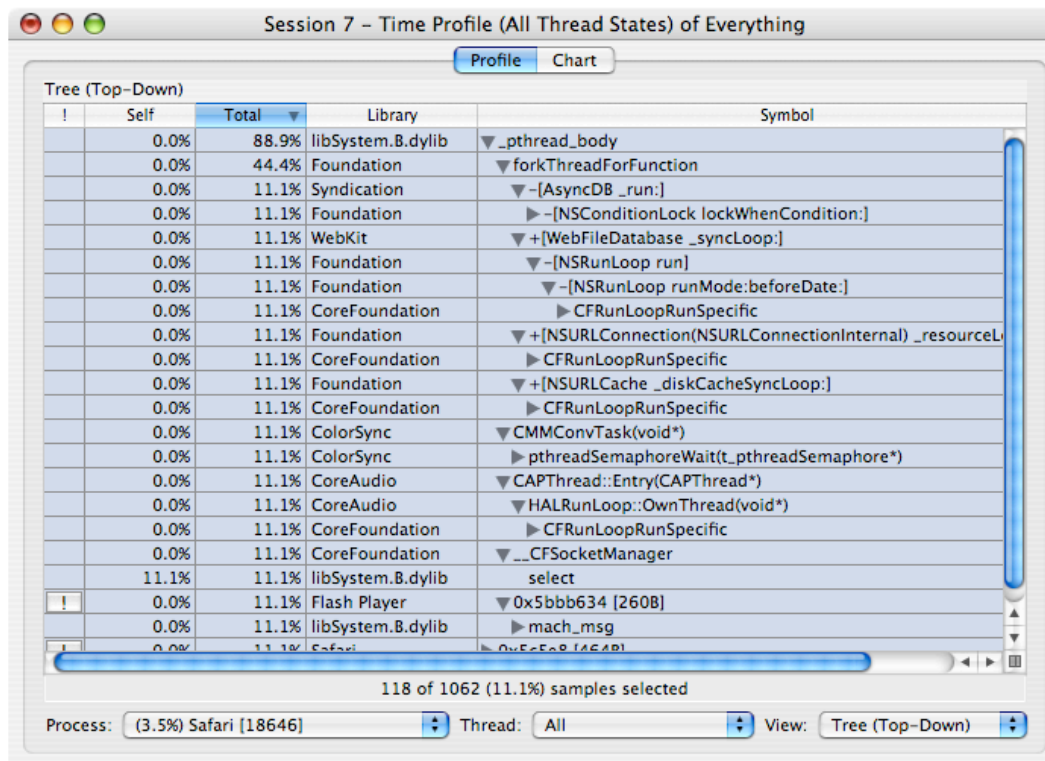 Session 7 – Time Profile (All Thread States) of Everything
Profile Chart
Tree (Top-Down)
! Self Total Library Symbol
0.0% 88.9% libSystem.B.dylib _pthread_body
0.0% 44.4% Foundation forkThreadForFunction
0.0% 11.1% Syndication -[AsyncDB _run:]
0.0% 11.1% Foundation -[NSConditionLock lockWhenCondition:]
0.0% 11.1% WebKit +[WebFileDatabase _syncLoop:]
0.0% 11.1% Foundation -[NSRunLoop run]
0.0% 11.1% Foundation -[NSRunLoop runMode:beforeDate:]
0.0% 11.1% CoreFoundation CFRunLoopRunSpecific
0.0% 11.1% Foundation +[NSURLConnection(NSURLConnectionInternal) _resourceL
0.0% 11.1% CoreFoundation CFRunLoopRunSpecific
0.0% 11.1% Foundation +[NSURLCache _diskCacheSyncLoop:]
0.0% 11.1% CoreFoundation CFRunLoopRunSpecific
0.0% 11.1% ColorSync CMMConvTask(void*)
0.0% 11.1% ColorSync pthreadSemaphoreWait(t_pthreadSemaphore*)
0.0% 11.1% CoreAudio CAPThread::Entry(CAPThread*)
0.0% 11.1% CoreAudio HALRunLoop::OwnThread(void*)
0.0% 11.1% CoreFoundation CFRunLoopRunSpecific
0.0% 11.1% CoreFoundation __CFSocketManager
11.1% 11.1% libSystem.B.dylib select
! 0.0% 11.1% Flash Player 0x5bbb634 [260B]
0.0% 11.1% libSystem.B.dylib mach_msg
! 0.0% 11.1% Safari
118 of 1062 (11.1%) samples selected
Process: (3.5%) Safari [18646] Thread: All View: Tree (Top-Down)